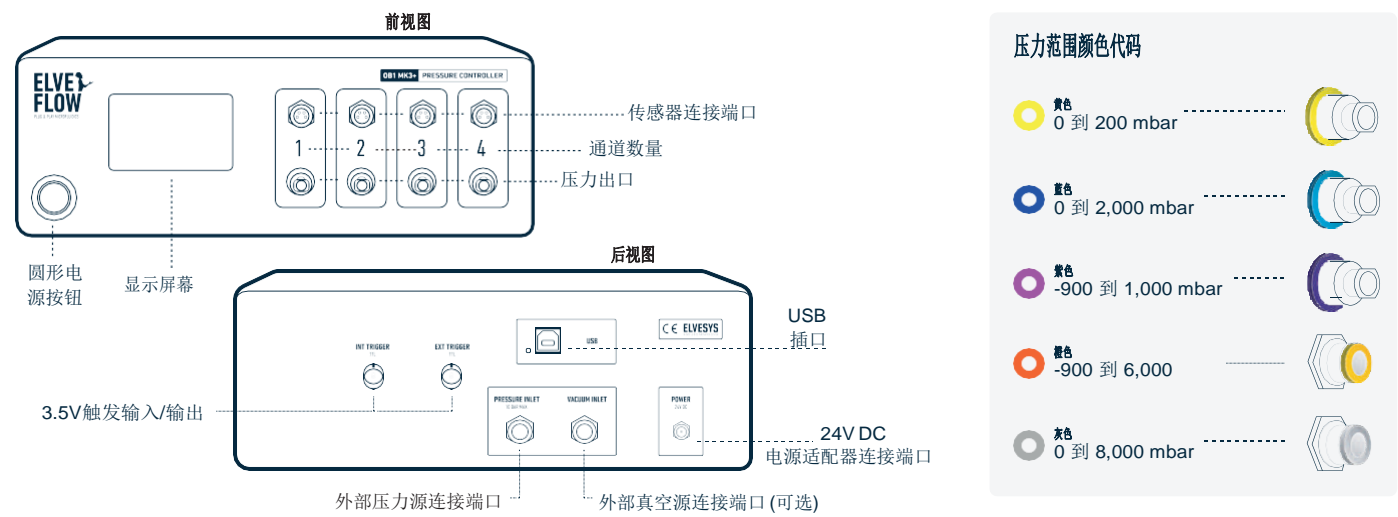 前视图
ELVE
FLOW
OB1 MK3+ PRESSURE CONTROLLER
传感器连接端口
1 2 3 4
通道数量
压力出口
圆形电
源按钮
显示屏幕
后视图
INT TRIGGER
EXT TRIGGER
USB
CE ELVESYS
USB
插口
3.5V触发输入/输出
PRESSURE INLET
VACUUM INLET
POWER
24V DC
24V DC
电源适配器连接端口
外部压力源连接端口
外部真空源连接端口 (可选)
压力范围颜色代码
黄色
0 到 200 mbar
蓝色
0 到 2,000 mbar
紫色
-900 到 1,000 mbar
橙色
-900 到 6,000
灰色
0 到 8,000 mbar